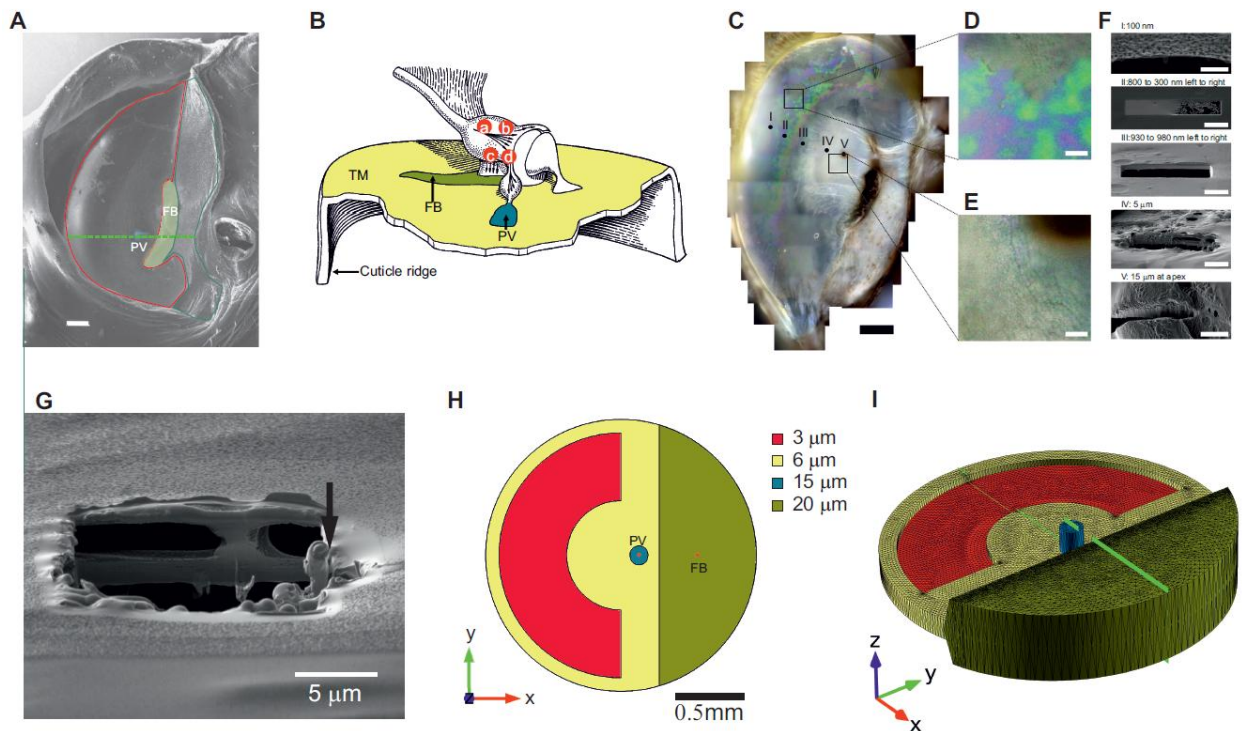 A
FB
PV
B
a
b
c
d
TM
FB
PV
Cuticle ridge
C
I
II
III
IV
V
D
E
F
I:100 nm
II:800 to 300 nm left to right
III:930 to 980 nm left to right
IV: 5 μm
V: 15 μm at apex
G
5 μm
H
PV
FB
3 μm
6 μm
15 μm
20 μm
y
x
0.5mm
I
z
y
x